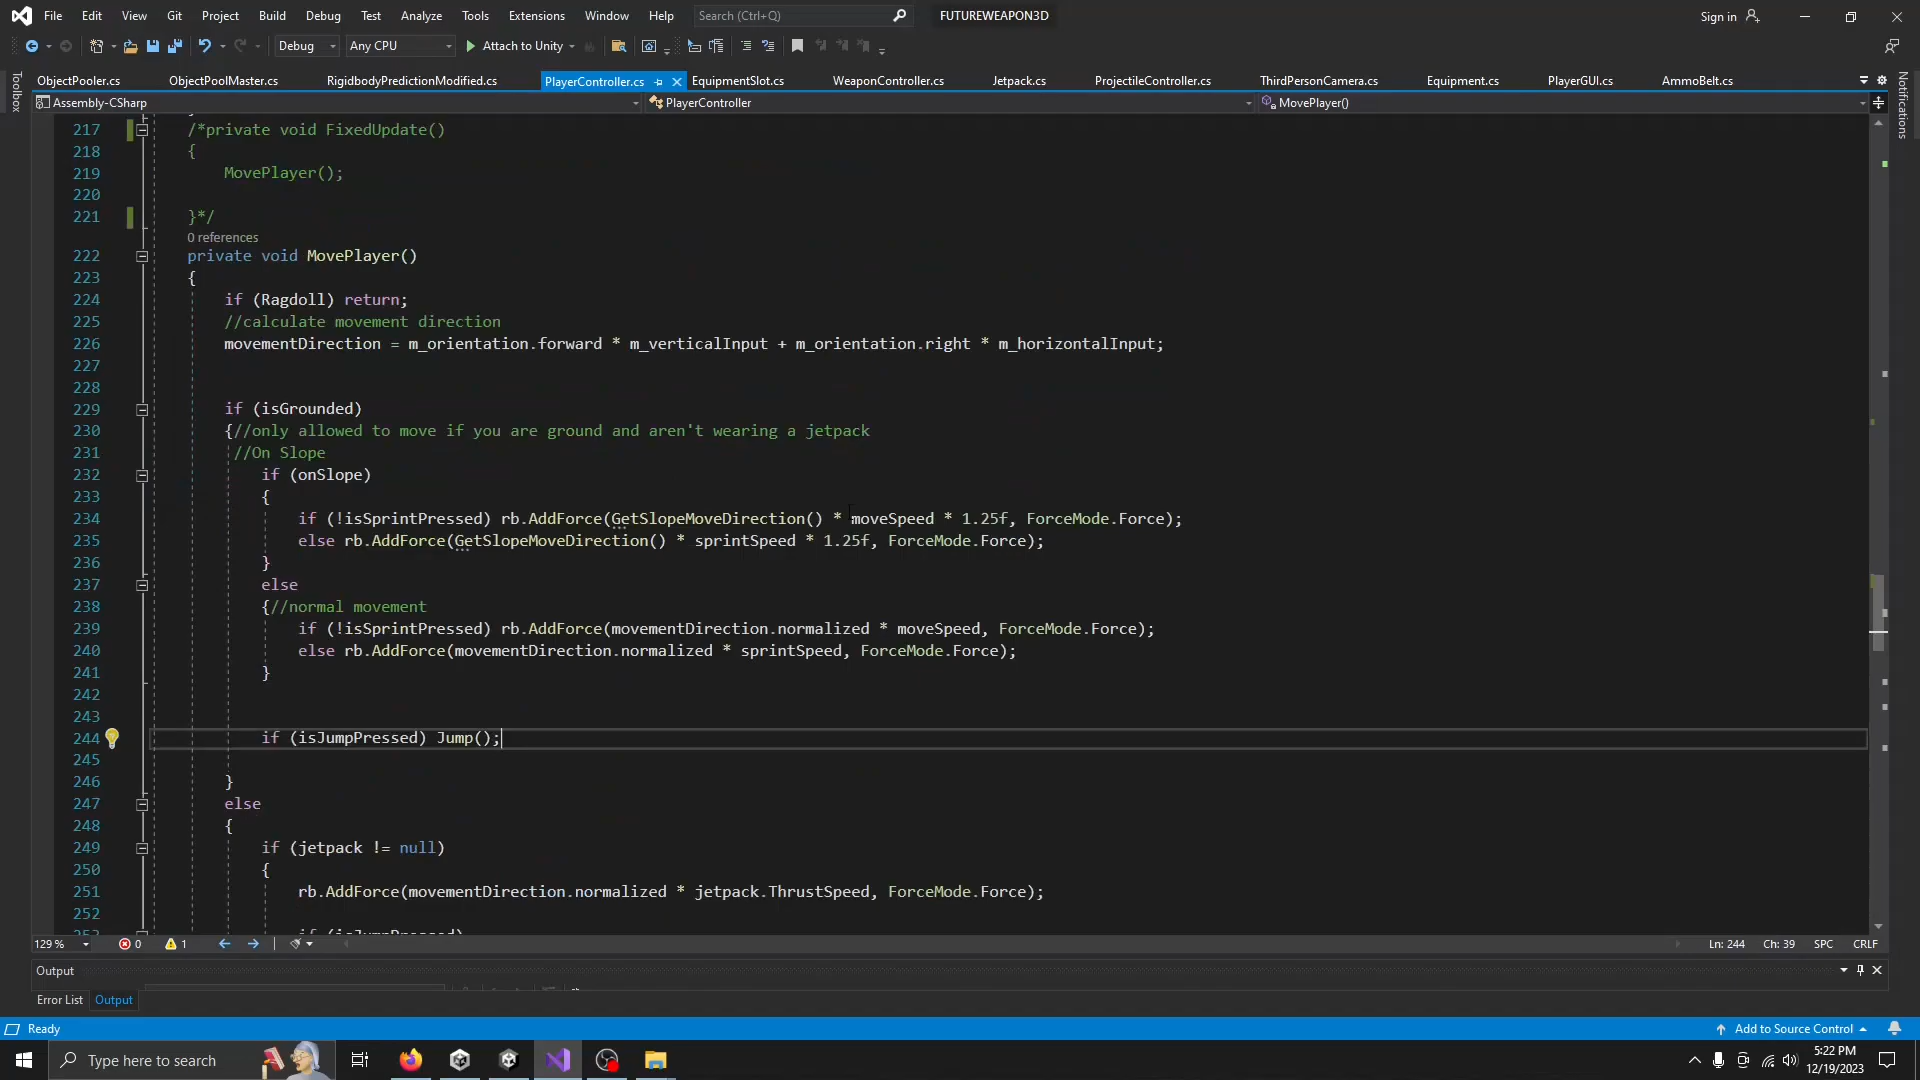 File Edit View Git Project Build Debug Test Analyze Tools Extensions Window Help Search (Ctrl+Q) FUTUREWEAPON3D Sign in
Debug Any CPU Attach to Unity
ObjectPooler.cs ObjectPoolMaster.cs RigidbodyPredictionModified.cs PlayerController.cs EquipmentSlot.cs WeaponController.cs Jetpack.cs ProjectileController.cs ThirdPersonCamera.cs Equipment.cs PlayerGUI.cs AmmoBelt.cs
Toolbox
Notifications
Assembly-CSharp PlayerController MovePlayer()
217 /*private void FixedUpdate()
218 {
219 MovePlayer();
220
221 }*/
0 references
222 private void MovePlayer()
223 {
224 if (Ragdoll) return;
225 //calculate movement direction
226 movementDirection = m_orientation.forward * m_verticalInput + m_orientation.right * m_horizontalInput;
227
228
229 if (isGrounded)
230 {//only allowed to move if you are ground and aren't wearing a jetpack
231 //On Slope
232 if (onSlope)
233 {
234 if (!isSprintPressed) rb.AddForce(GetSlopeMoveDirection() * moveSpeed * 1.25f, ForceMode.Force);
235 else rb.AddForce(GetSlopeMoveDirection() * sprintSpeed * 1.25f, ForceMode.Force);
236 }
237 else
238 {//normal movement
239 if (!isSprintPressed) rb.AddForce(movementDirection.normalized * moveSpeed, ForceMode.Force);
240 else rb.AddForce(movementDirection.normalized * sprintSpeed, ForceMode.Force);
241 }
242
243
244 if (isJumpPressed) Jump();
245
246 }
247 else
248 {
249 if (jetpack != null)
250 {
251 rb.AddForce(movementDirection.normalized * jetpack.ThrustSpeed, ForceMode.Force);
252
129 % 0 1 Ln: 244 Ch: 39 SPC CRLF
Output
Error List Output
Ready Add to Source Control
Type here to search 5:22 PM
12/19/2023